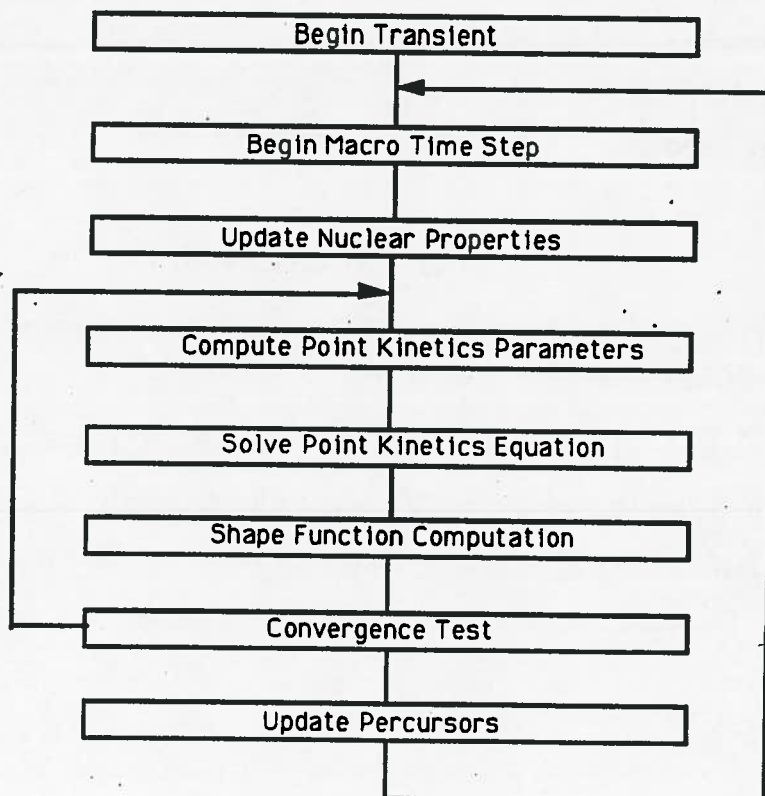 Begin Transient
Begin Macro Time Step
Update Nuclear Properties
Compute Point Kinetics Parameters
Solve Point Kinetics Equation
Shape Function Computation
Convergence Test
Update Percursors